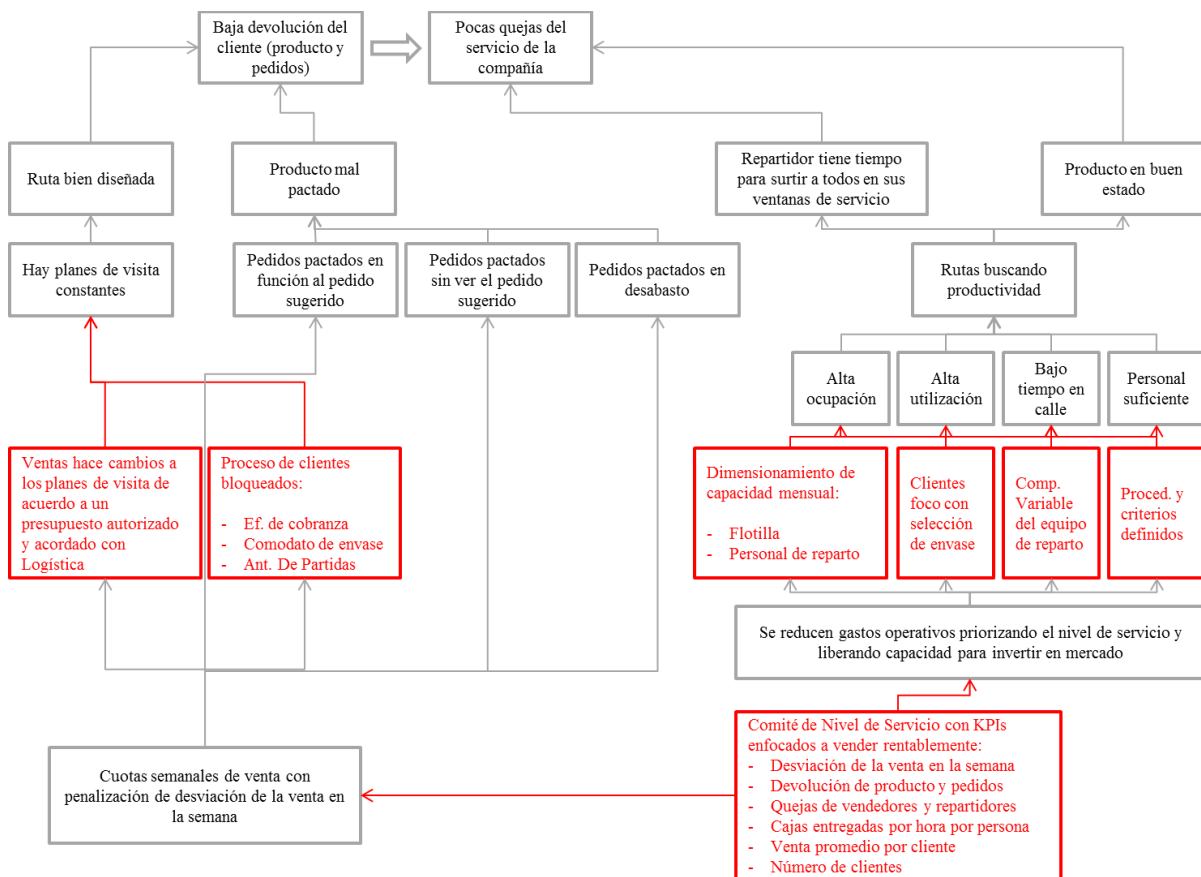 Baja devolución del
cliente (producto y
pedidos)
Pocas quejas del
servicio de la
compañía
Ruta bien diseñada
Producto mal
pactado
Repartidor tiene tiempo
para surtir a todos en sus
ventanas de servicio
Producto en buen
estado
Hay planes de visita
constantes
Pedidos pactados en
función al pedido
sugerido
Pedidos pactados
sin ver el pedido
sugerido
Pedidos pactados en
desabasto
Rutas buscando
productividad
Alta
ocupación
Alta
utilización
Bajo
tiempo en
calle
Personal
suficiente
Ventas hace cambios a
los planes de visita de
acuerdo a un
presupuesto autorizado
y acordado con
Logística
Proceso de clientes
bloqueados:
- Ef. de cobranza
- Comodato de envase
- Ant. De Partidas
Dimensionamiento de
capacidad mensual:
- Flotilla
- Personal de reparto
Clientes
foco con
selección
de envase
Comp.
Variable
del equipo
de reparto
Proced. y
criterios
definidos
Se reducen gastos operativos priorizando el nivel de servicio y
liberando capacidad para invertir en mercado
Cuotas semanales de venta con
penalización de desviación de la venta en
la semana
Comité de Nivel de Servicio con KPIs
enfocados a vender rentablemente:
- Desviación de la venta en la semana
- Devolución de producto y pedidos
- Quejas de vendedores y repartidores
- Cajas entregadas por hora por persona
- Venta promedio por cliente
- Número de clientes